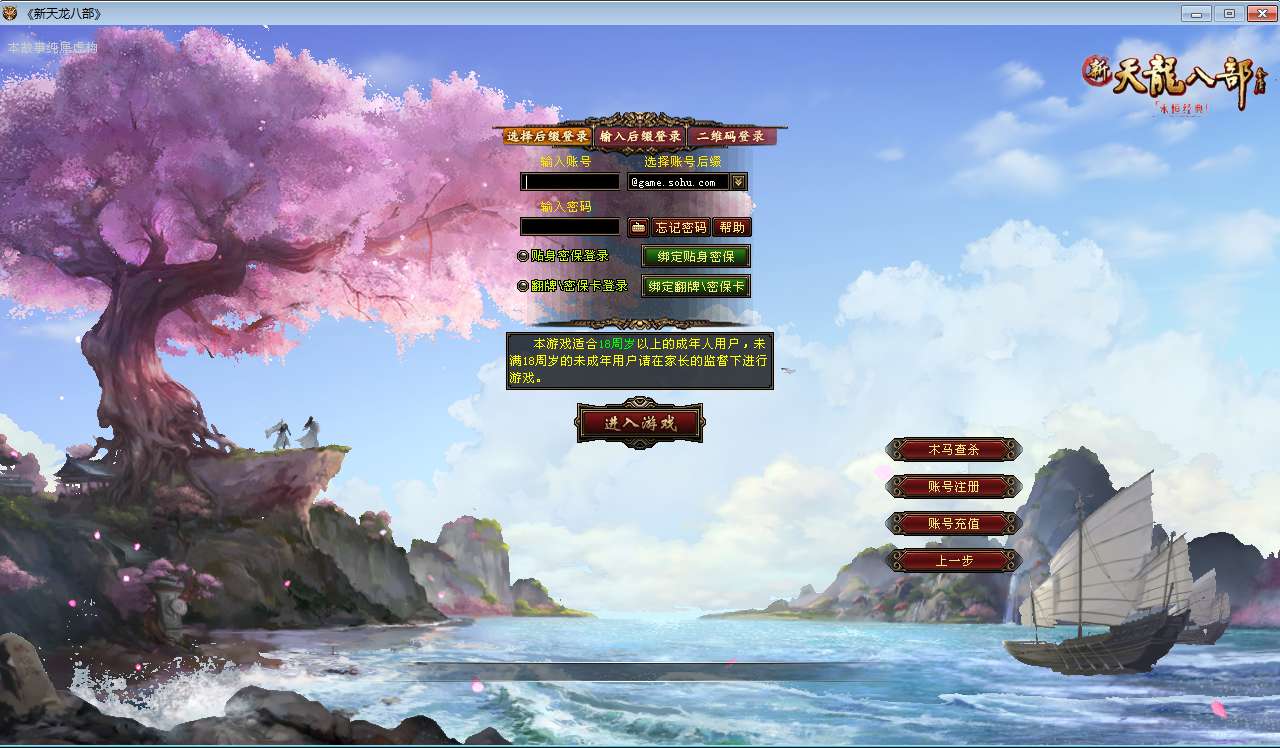 《新天龙八部》
本故事纯属虚构
新天龍八部
「永恒经典」
选择后缀登录 输入后缀登录 二维码登录
输入账号 选择账号后缀
@game.sohu.com
输入密码
忘记密码 帮助
贴身密保登录 绑定贴身密保
翻牌\密保卡登录 绑定翻牌\密保卡
本游戏适合18周岁以上的成年人用户，未
满18周岁的未成年用户请在家长的监督下进行
游戏。
进入游戏
木马查杀
账号注册
账号充值
上一步